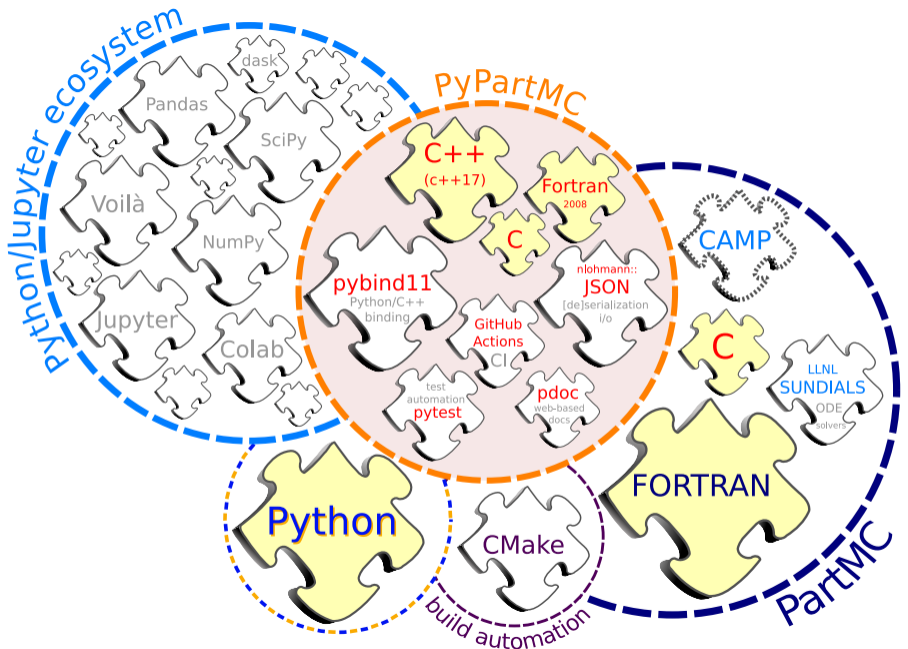 Python/Jupyter ecosystem
dask
Pandas
SciPy
Voilà
NumPy
Jupyter
Colab
PyPartMC
C++
(c++17)
Fortran
2008
C
pybind11
Python/C++
binding
nlohmann::
JSON
[de]serialization
i/o
GitHub
Actions
CI
test
automation
pytest
pdoc
web-based
docs
CAMP
C
LLNL
SUNDIALS
ODE
solvers
FORTRAN
PartMC
Python
CMake
build automation